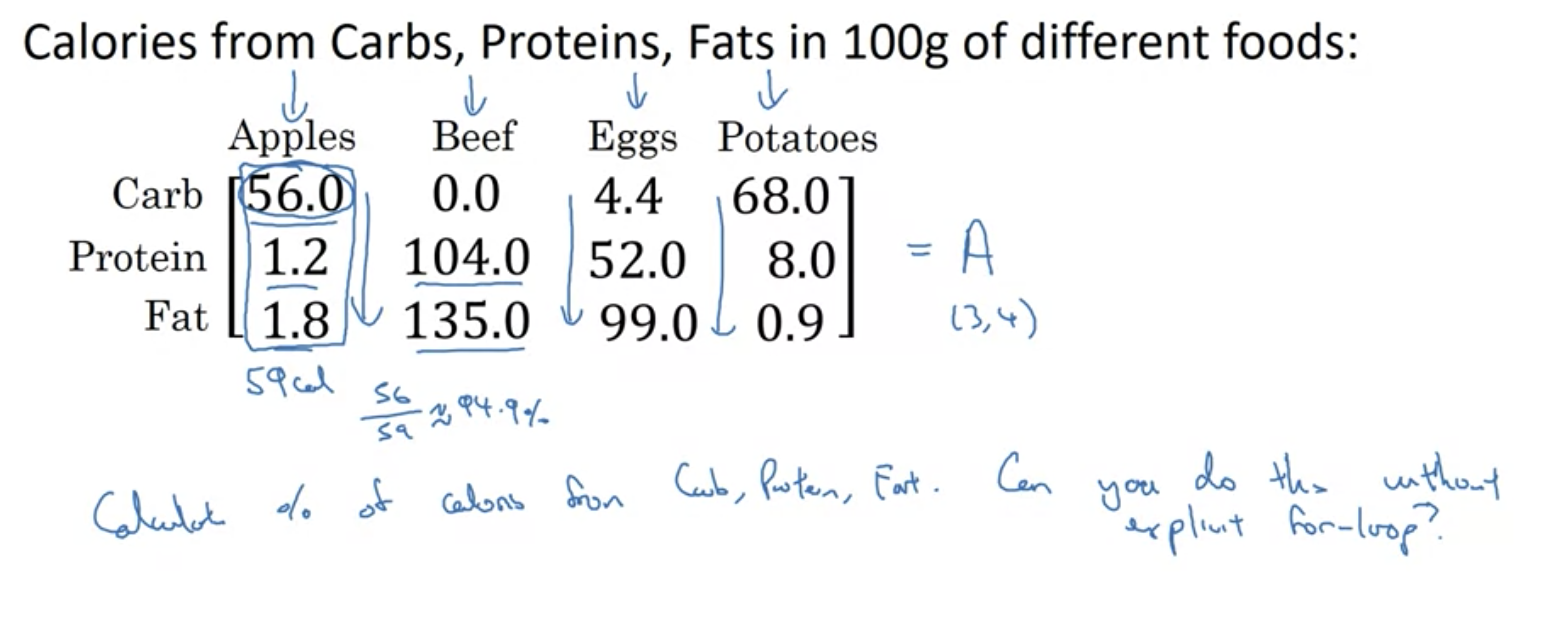 Calories from Carbs, Proteins, Fats in 100g of different foods:
Apples Beef Eggs Potatoes
Carb 56.0 0.0 4.4 68.0
Protein 1.2 104.0 52.0 8.0 = A
Fat 1.8 135.0 99.0 0.9 (3,4)
59 cal
56/59 ≈ 94.9%
Calculate % of calories from Carb, Protein, Fat. Can you do this without
explicit for-loop?